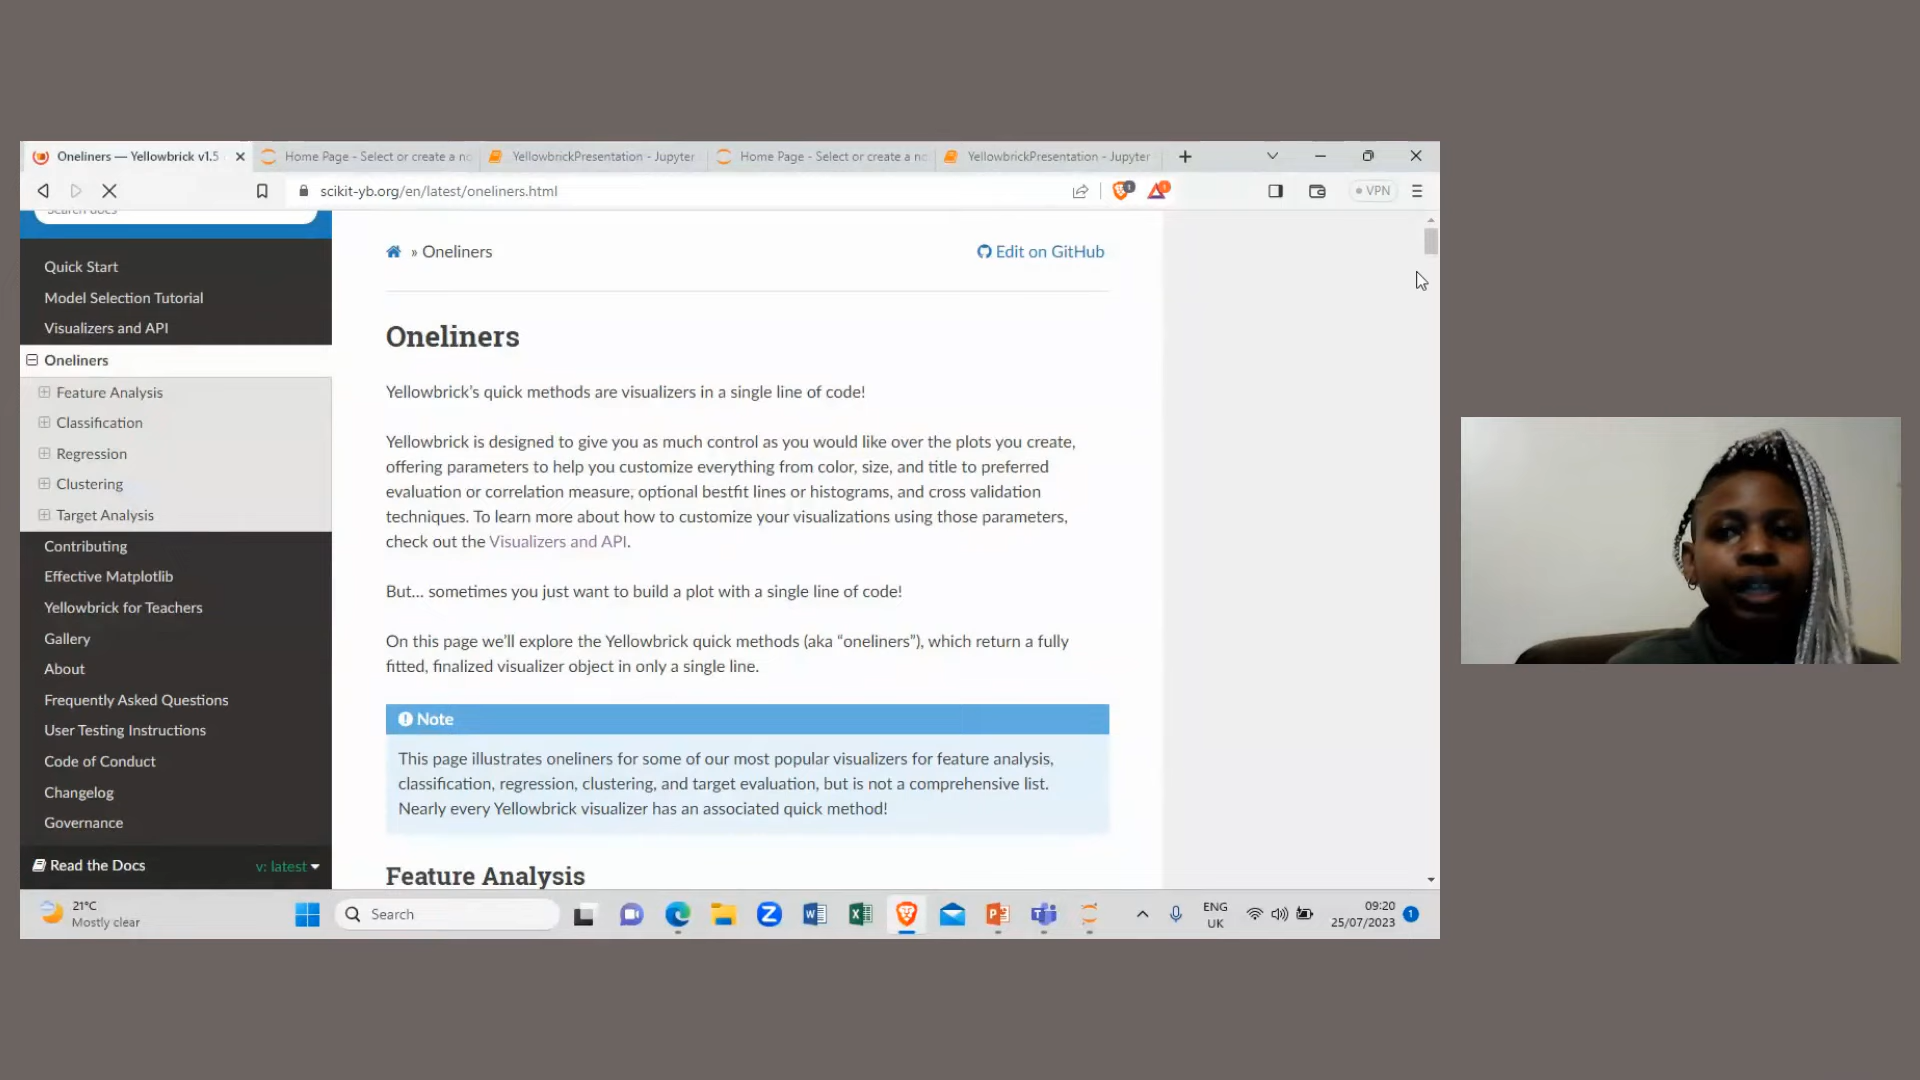 Oneliners — Yellowbrick v1.5
Home Page - Select or create a no
YellowbrickPresentation - Jupyter
Home Page - Select or create a no
YellowbrickPresentation - Jupyter
scikit-yb.org/en/latest/oneliners.html
VPN
Search docs
Quick Start
Model Selection Tutorial
Visualizers and API
Oneliners
Feature Analysis
Classification
Regression
Clustering
Target Analysis
Contributing
Effective Matplotlib
Yellowbrick for Teachers
Gallery
About
Frequently Asked Questions
User Testing Instructions
Code of Conduct
Changelog
Governance
Read the Docs
v: latest
» Oneliners
Edit on GitHub
Oneliners
Yellowbrick's quick methods are visualizers in a single line of code!
Yellowbrick is designed to give you as much control as you would like over the plots you create,
offering parameters to help you customize everything from color, size, and title to preferred
evaluation or correlation measure, optional bestfit lines or histograms, and cross validation
techniques. To learn more about how to customize your visualizations using those parameters,
check out the Visualizers and API.
But... sometimes you just want to build a plot with a single line of code!
On this page we'll explore the Yellowbrick quick methods (aka “oneliners”), which return a fully
fitted, finalized visualizer object in only a single line.
Note
This page illustrates oneliners for some of our most popular visualizers for feature analysis,
classification, regression, clustering, and target evaluation, but is not a comprehensive list.
Nearly every Yellowbrick visualizer has an associated quick method!
Feature Analysis
21°C
Mostly clear
Search
ENG
UK
09:20
25/07/2023
1